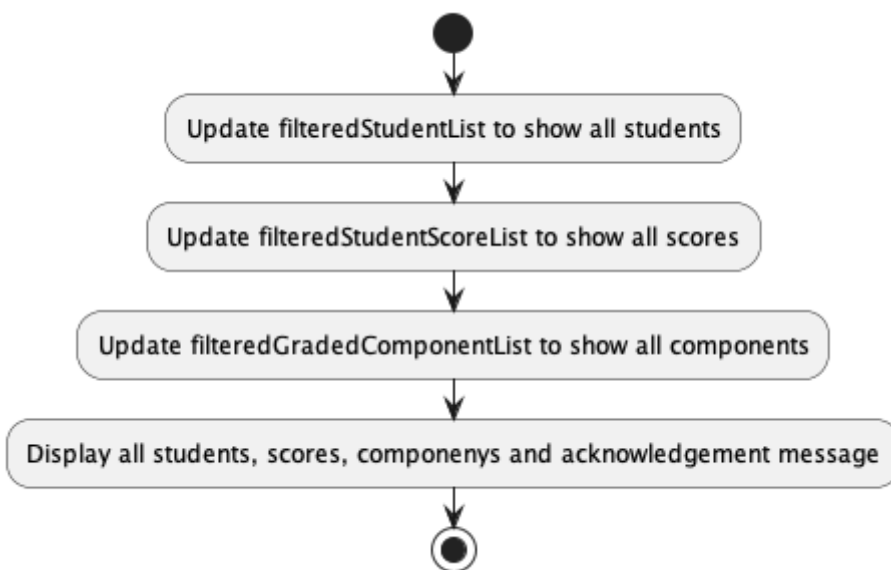 Update filteredStudentList to show all students
Update filteredStudentScoreList to show all scores
Update filteredGradedComponentList to show all components
Display all students, scores, componenys and acknowledgement message